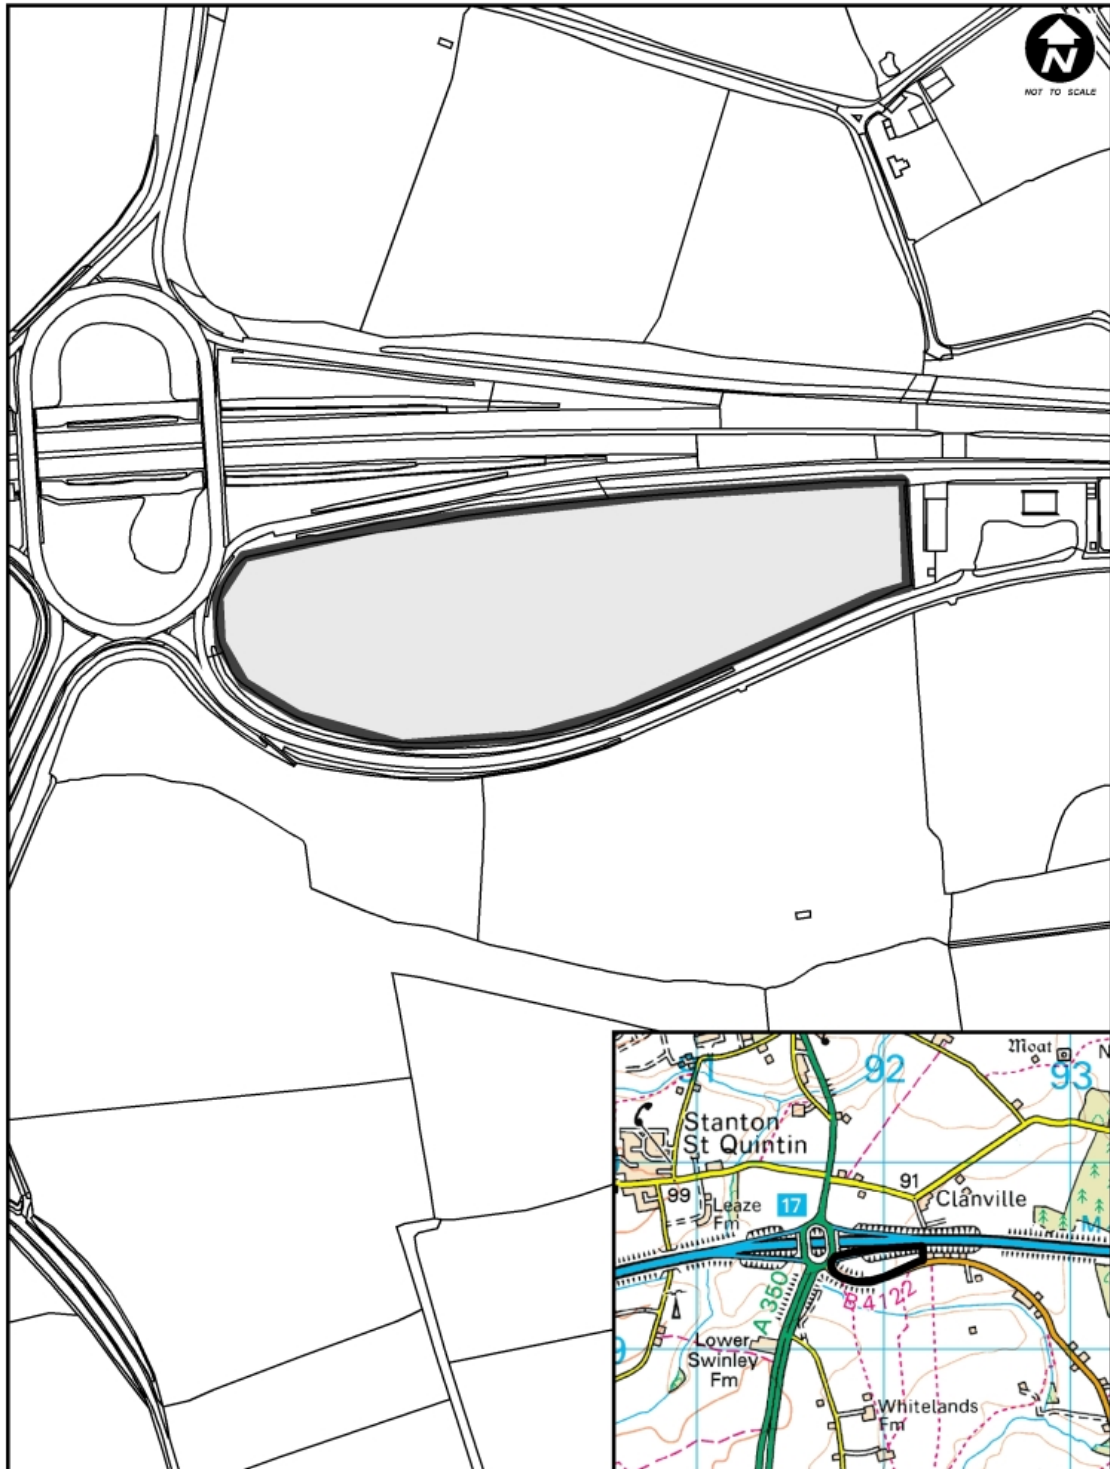 N
NOT TO SCALE
Moat
N
92
93
Stanton
St Quintin
91
99
Clanville
Leaze
Fm
17
M
A 350
B 4122
Lower
Swinley
Fm
9
Whitelands
Fm